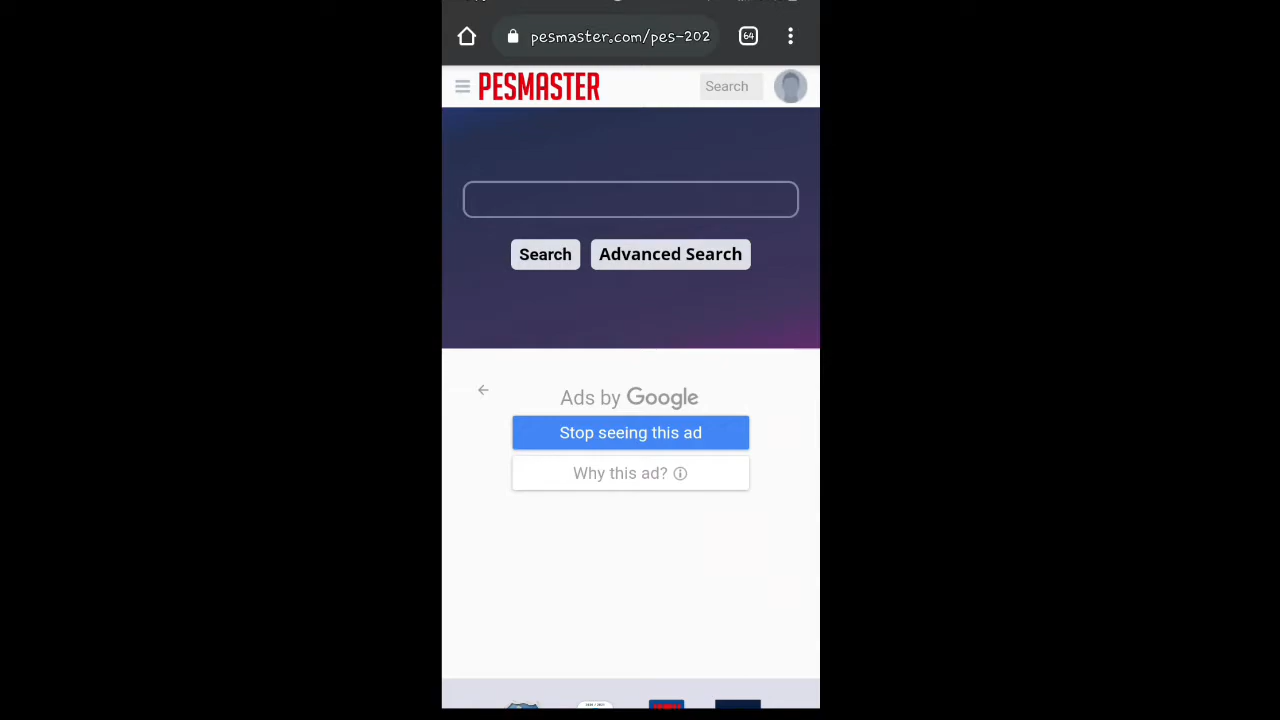 pesmaster.com/pes-202
64
PESMASTER
Search
Search
Advanced Search
Ads by Google
Stop seeing this ad
Why this ad?